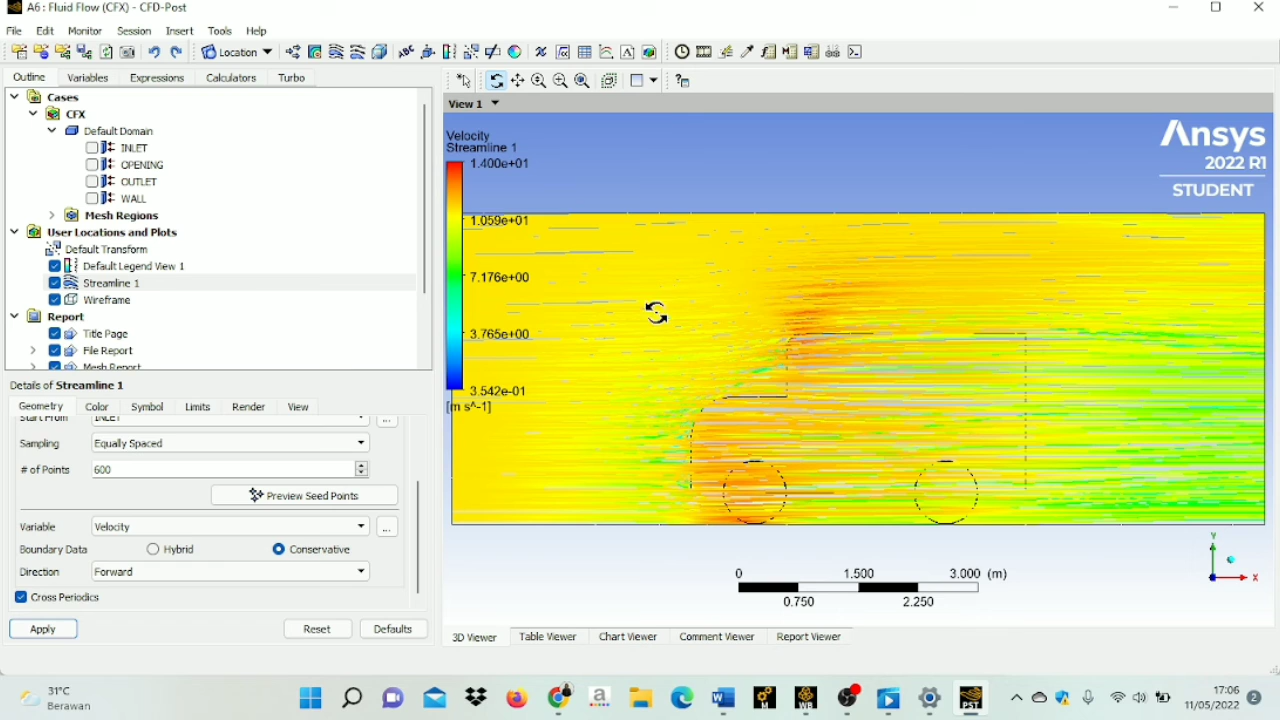 A6 : Fluid Flow (CFX) - CFD-Post
File Edit Monitor Session Insert Tools Help
Location
Outline Variables Expressions Calculators Turbo
Cases
CFX
Default Domain
INLET
OPENING
OUTLET
WALL
Mesh Regions
User Locations and Plots
Default Transform
Default Legend View 1
Streamline 1
Wireframe
Report
Title Page
File Report
Mesh Report
Details of Streamline 1
Geometry Color Symbol Limits Render View
Start From INLET ...
Sampling Equally Spaced
# of Points 600
Preview Seed Points
Variable Velocity ...
Boundary Data Hybrid Conservative
Direction Forward
Cross Periodics
Apply Reset Defaults
View 1
Velocity
Streamline 1
1.400e+01
1.059e+01
7.176e+00
3.765e+00
3.542e-01
[m s^-1]
Ansys
2022 R1
STUDENT
Y
X
0 1.500 3.000 (m)
0.750 2.250
3D Viewer Table Viewer Chart Viewer Comment Viewer Report Viewer
31°C
Berawan
17:06
11/05/2022
2